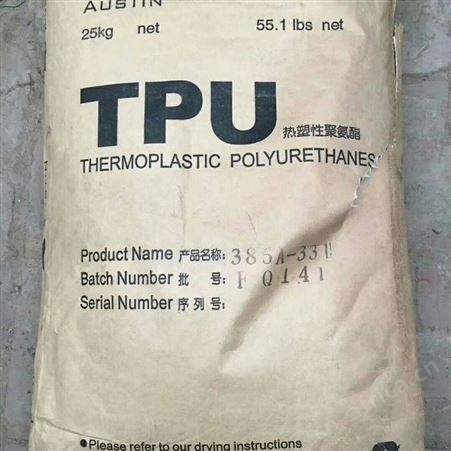 AUSTIN
25kg net 55.1 lbs net
TPU 热塑性聚氨酯
THERMOPLASTIC POLYURETHANES
Product Name 产品名称:
Batch Number 批 号:
Serial Number 序列号:
Please refer to our drying instructions